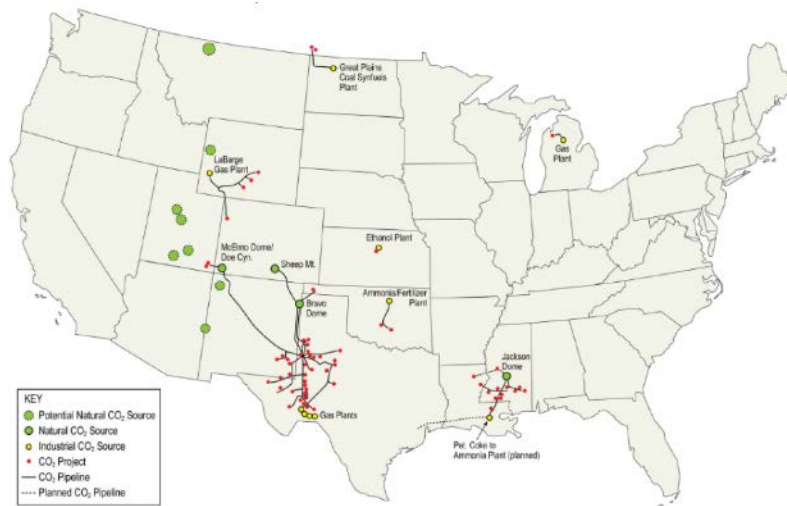 Great Plains
Coal Synfuels
Plant
Gas
Plant
LaBarge
Gas Plant
Ethanol Plant
McElmo Dome/
Doe Cyn.
Sheep Mt.
Ammonia/Fertilizer
Plant
Bravo
Dome
Jackson
Dome
Gas Plants
Pet. Coke to
Ammonia Plant (planned)
KEY
Potential Natural CO₂ Source
Natural CO₂ Source
Industrial CO₂ Source
CO₂ Project
CO₂ Pipeline
Planned CO₂ Pipeline